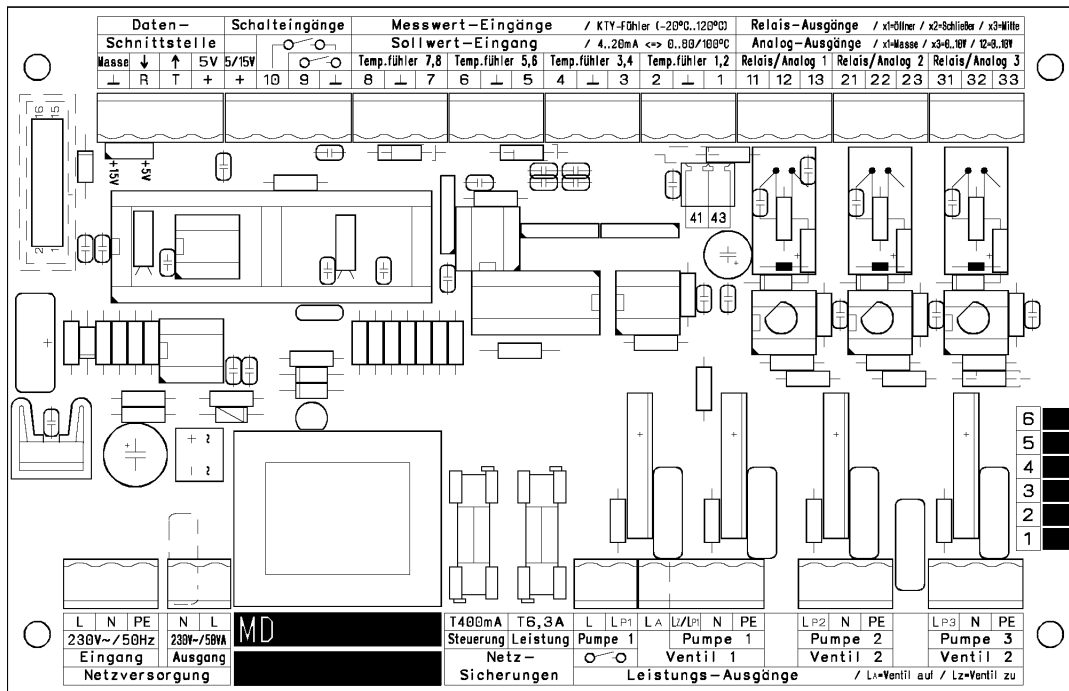 Daten- Schalteingänge Messwert-Eingänge / KTY-Fühler (-20°C..120°C) Relais-Ausgänge / x1=Öffner / x2=Schließer / x3=Mitte
Schnittstelle Sollwert-Eingang / 4..20mA <=> 0..80/100°C Analog-Ausgänge / x1=Masse / x3=0..10V / 12=0..10V
Masse ↓ ↑ 5V 5/15V Temp.fühler 7,8 Temp.fühler 5,6 Temp.fühler 3,4 Temp.fühler 1,2 Relais/Analog 1 Relais/Analog 2 Relais/Analog 3
⊥ R T + + 10 9 ⊥ 8 ⊥ 7 6 ⊥ 5 4 ⊥ 3 2 ⊥ 1 11 12 13 21 22 23 31 32 33
16 15
+15V +5V
41 43
2 1
+
+ ~
- ~
6
5
4
3
2
1
L N PE N L MD T400mA T6,3A L LP1 LA LZ/LP1 N PE LP2 N PE LP3 N PE
230V~/50Hz 230V~/50VA Steuerung Leistung Pumpe 1 Pumpe 1 Pumpe 2 Pumpe 3
Eingang Ausgang Netz- Ventil 1 Ventil 2 Ventil 2
Netzversorgung Sicherungen Leistungs-Ausgänge / LA=Ventil auf / LZ=Ventil zu